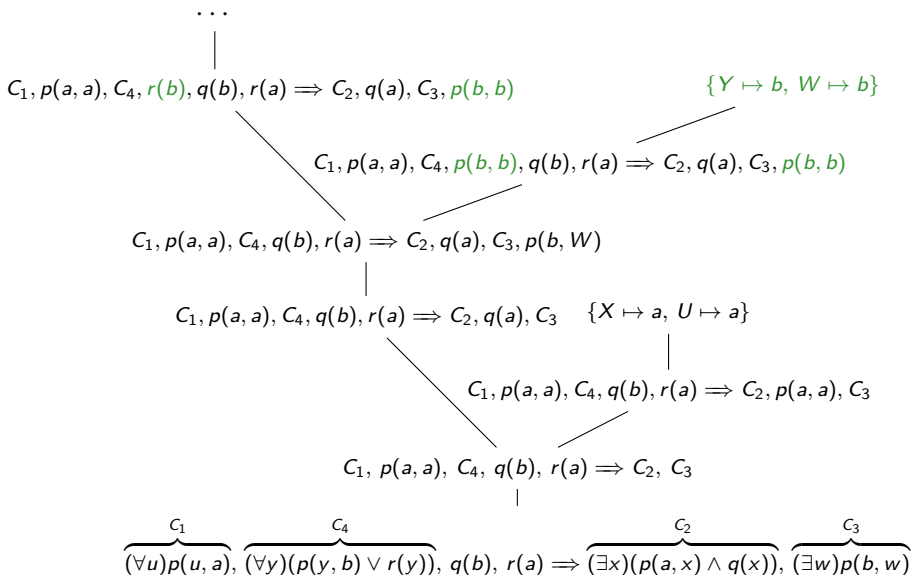 · · ·
C₁, p(a, a), C₄, r(b), q(b), r(a) ⟹ C₂, q(a), C₃, p(b, b)
{Y ↦ b, W ↦ b}
C₁, p(a, a), C₄, p(b, b), q(b), r(a) ⟹ C₂, q(a), C₃, p(b, b)
C₁, p(a, a), C₄, q(b), r(a) ⟹ C₂, q(a), C₃, p(b, W)
C₁, p(a, a), C₄, q(b), r(a) ⟹ C₂, q(a), C₃
{X ↦ a, U ↦ a}
C₁, p(a, a), C₄, q(b), r(a) ⟹ C₂, p(a, a), C₃
C₁, p(a, a), C₄, q(b), r(a) ⟹ C₂, C₃
C₁ C₄ C₂ C₃
(∀u)p(u, a), (∀y)(p(y, b) ∨ r(y)), q(b), r(a) ⟹ (∃x)(p(a, x) ∧ q(x)), (∃w)p(b, w)